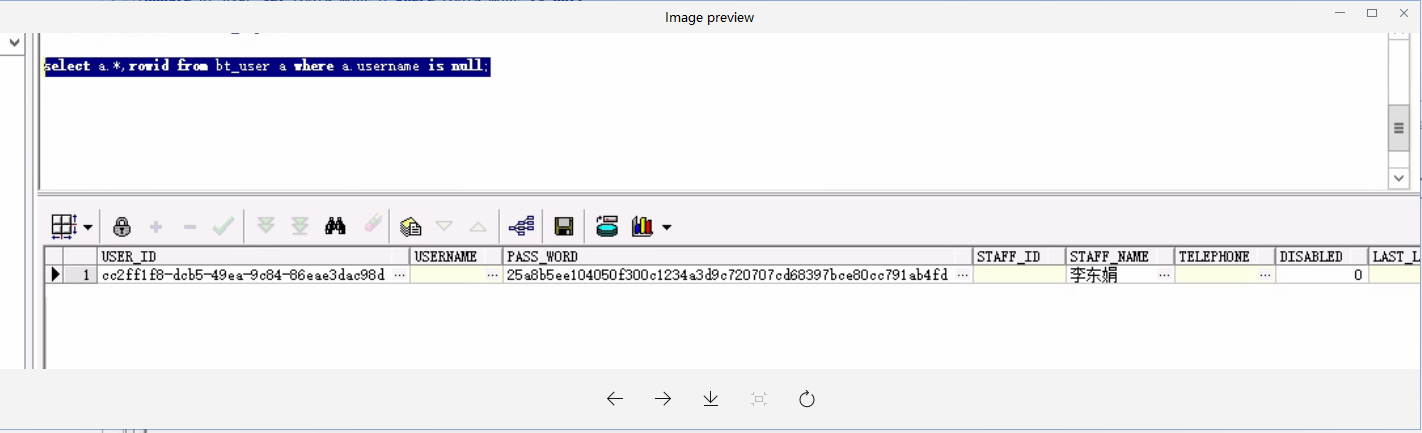 Image preview
select a.*,rowid from bt_user a where a.username is null;
USER_ID USERNAME PASS_WORD STAFF_ID STAFF_NAME TELEPHONE DISABLED LAST_L
1 cc2ff1f8-dcb5-49ea-9c84-86eae3dac98d ... ... 25a8b5ee104050f300c1234a3d9c720707cd68397bce80cc791ab4fd ... 李东娟 ... ... 0